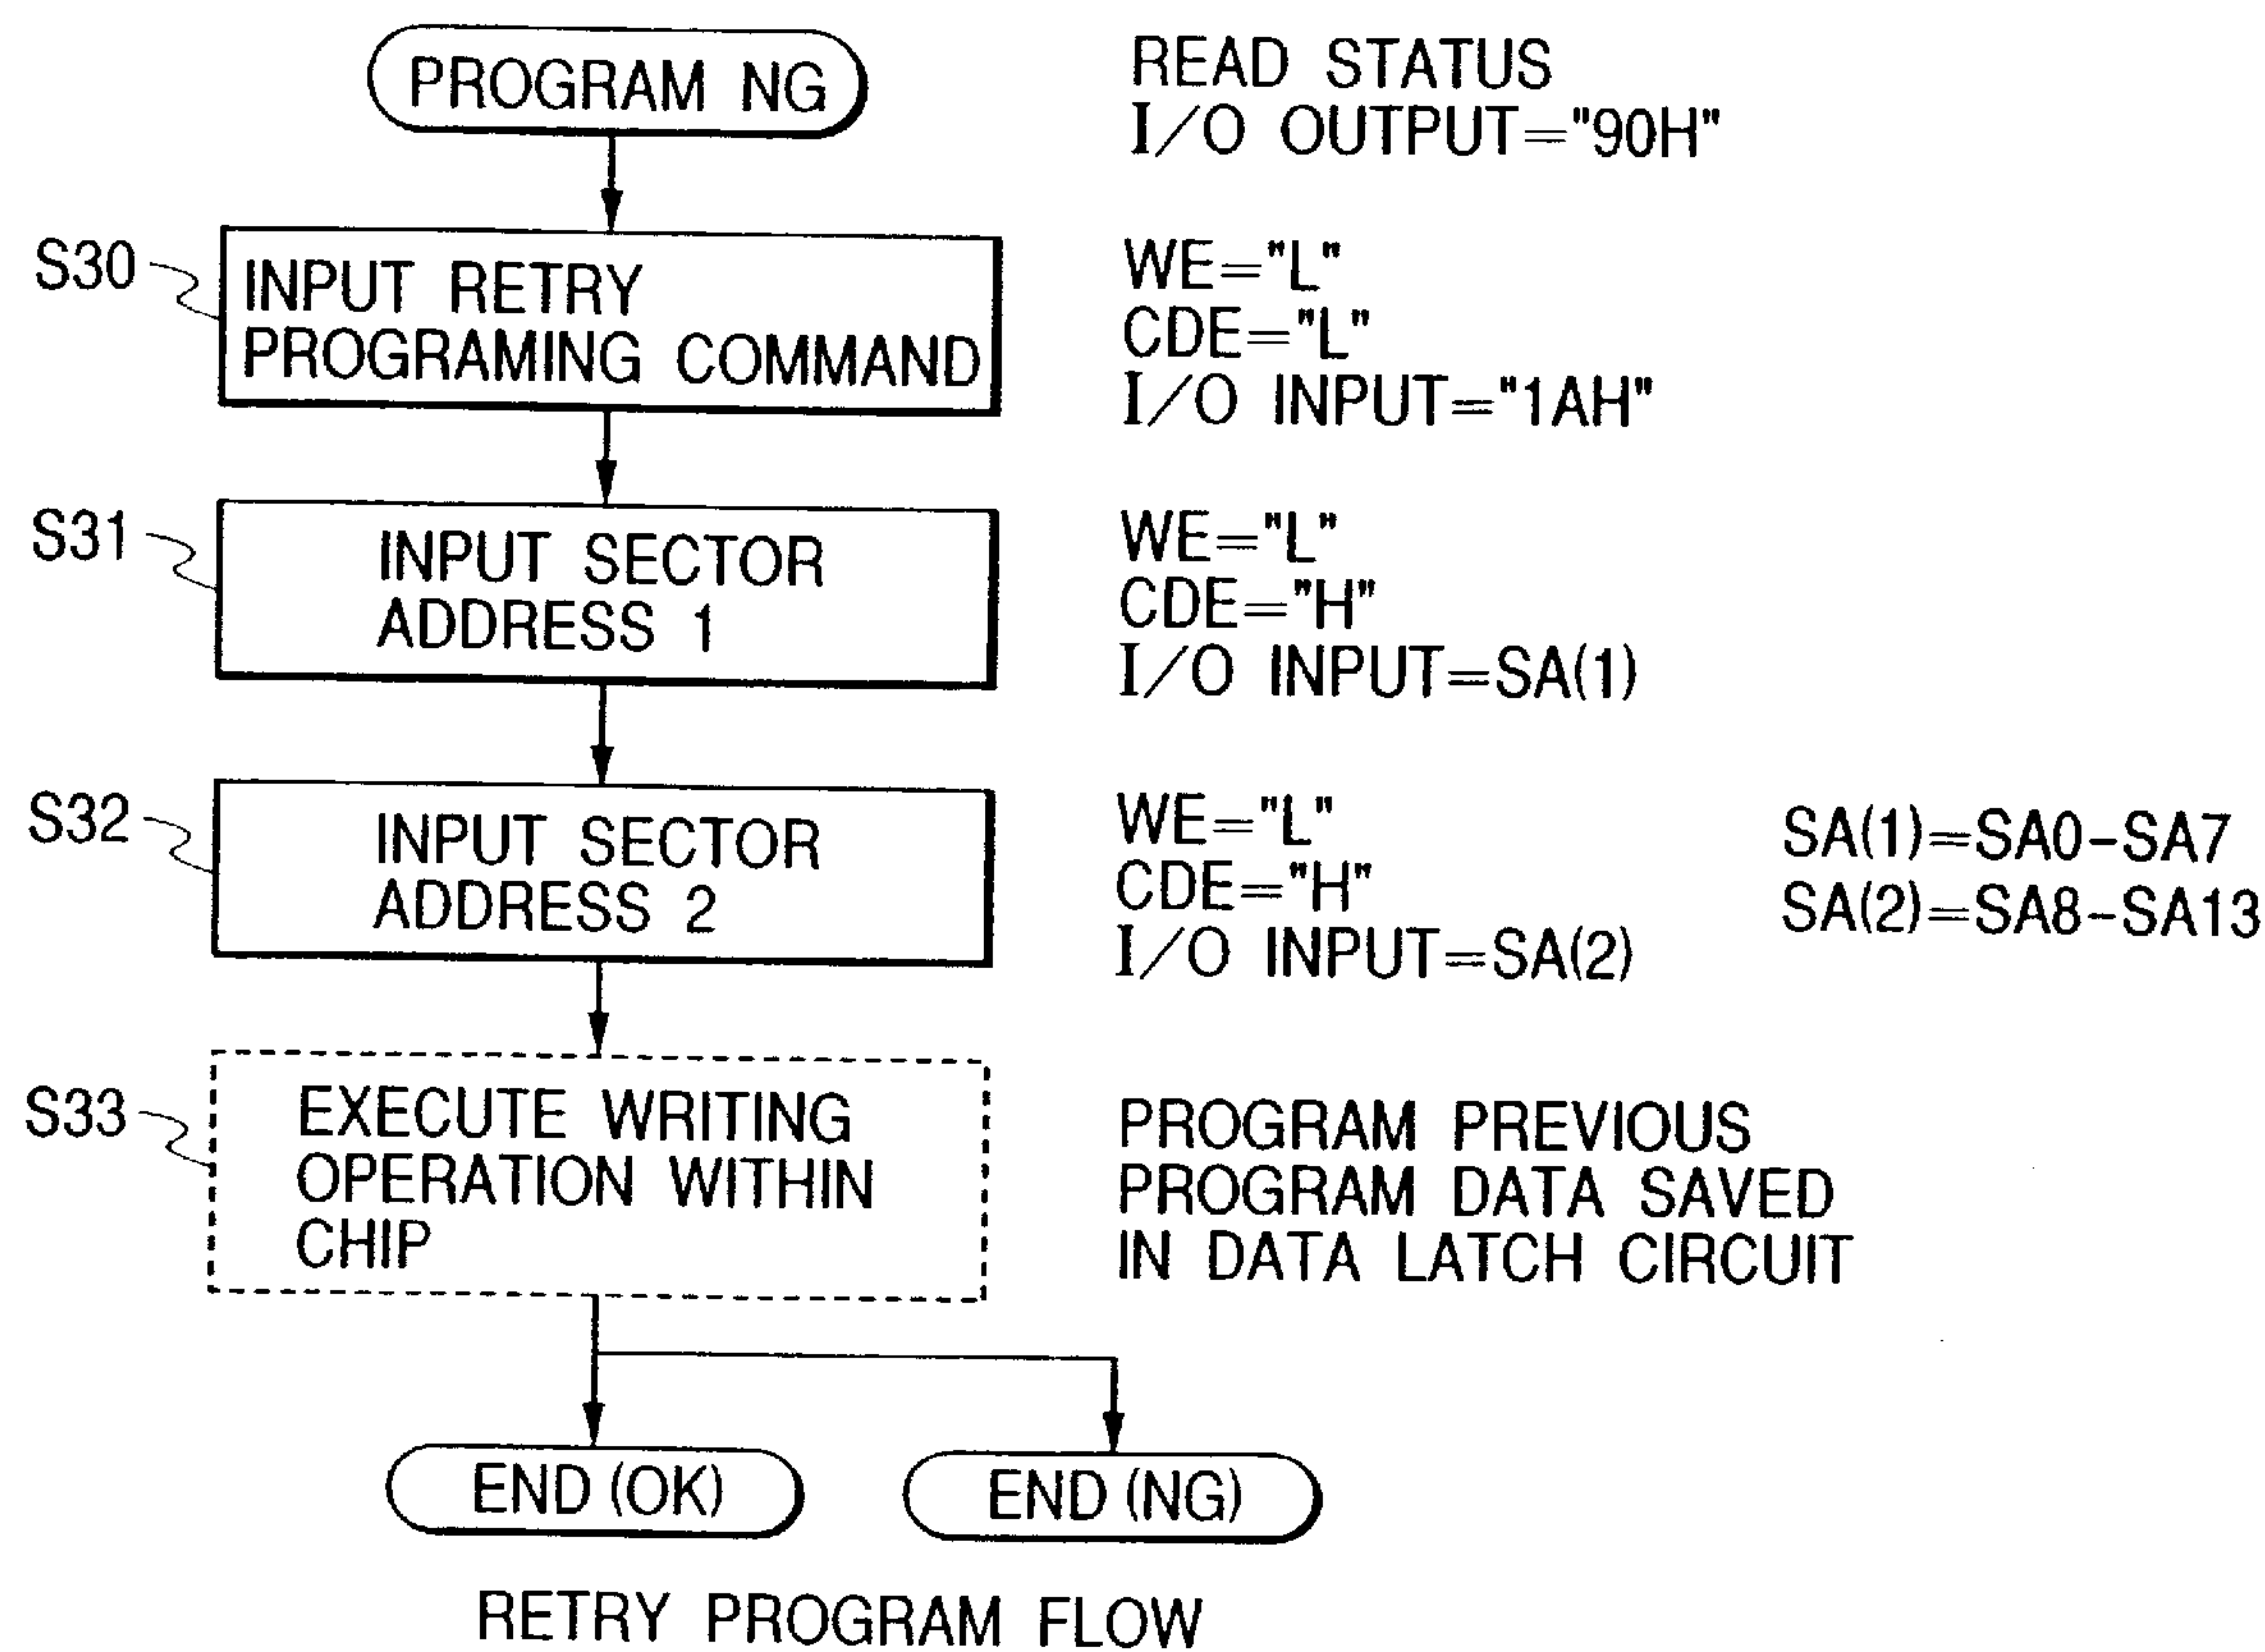 PROGRAM NG
READ STATUS
I/O OUTPUT="90H"
S30
INPUT RETRY
PROGRAMING COMMAND
WE="L"
CDE="L"
I/O INPUT="1AH"
S31
INPUT SECTOR
ADDRESS 1
WE="L"
CDE="H"
I/O INPUT=SA(1)
S32
INPUT SECTOR
ADDRESS 2
WE="L"
CDE="H"
I/O INPUT=SA(2)
SA(1)=SA0-SA7
SA(2)=SA8-SA13
S33
EXECUTE WRITING
OPERATION WITHIN
CHIP
PROGRAM PREVIOUS
PROGRAM DATA SAVED
IN DATA LATCH CIRCUIT
END (OK)
END (NG)
RETRY PROGRAM FLOW